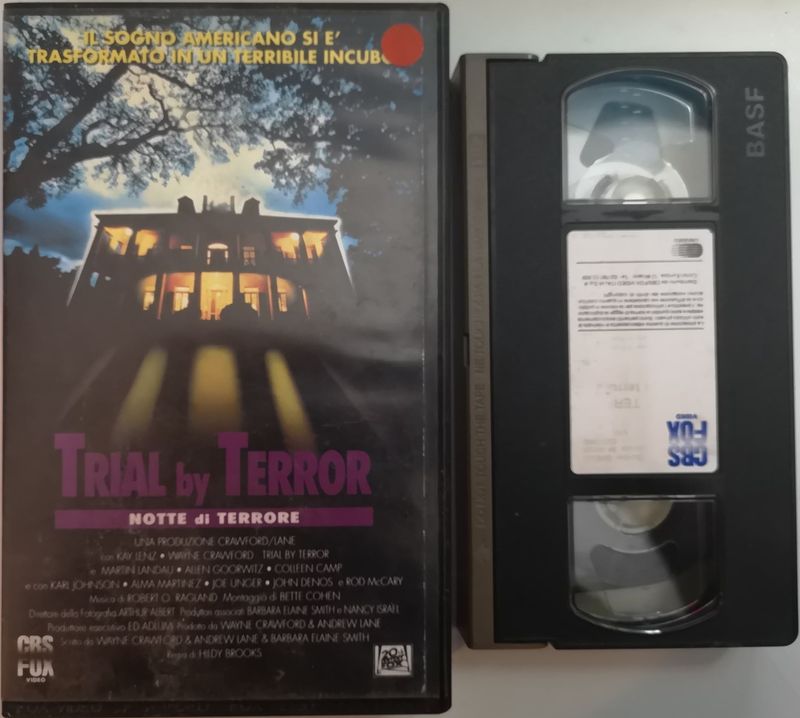 IL SOGNO AMERICANO SI E'
TRASFORMATO IN UN TERRIBILE INCUBO
TRIAL by TERROR
NOTTE di TERRORE
UNA PRODUZIONE CRAWFORD/LANE
con KAY LENZ • WAYNE CRAWFORD TRIAL BY TERROR
e MARTIN LANDAU • ALLEN GOORWITZ • COLLEEN CAMP
e con KARL JOHNSON • ALMA MARTINEZ • JOE UNGER • JOHN DENOS e ROD McCARY
Musica di ROBERT O. RAGLAND Montaggio di BETTE COHEN
Direttore della Fotografia ARTHUR ALBERT Produttori associati BARBARA ELAINE SMITH e NANCY ISRAEL
Produttore esecutivo ED ADLUM Prodotto da WAYNE CRAWFORD & ANDREW LANE
Scritto da WAYNE CRAWFORD & ANDREW LANE & BARBARA ELAINE SMITH
Regia di HILDY BROOKS
CBS
FOX
VIDEO
20th
CENTURY
FOX
BASF
CBS
FOX
VIDEO
TER